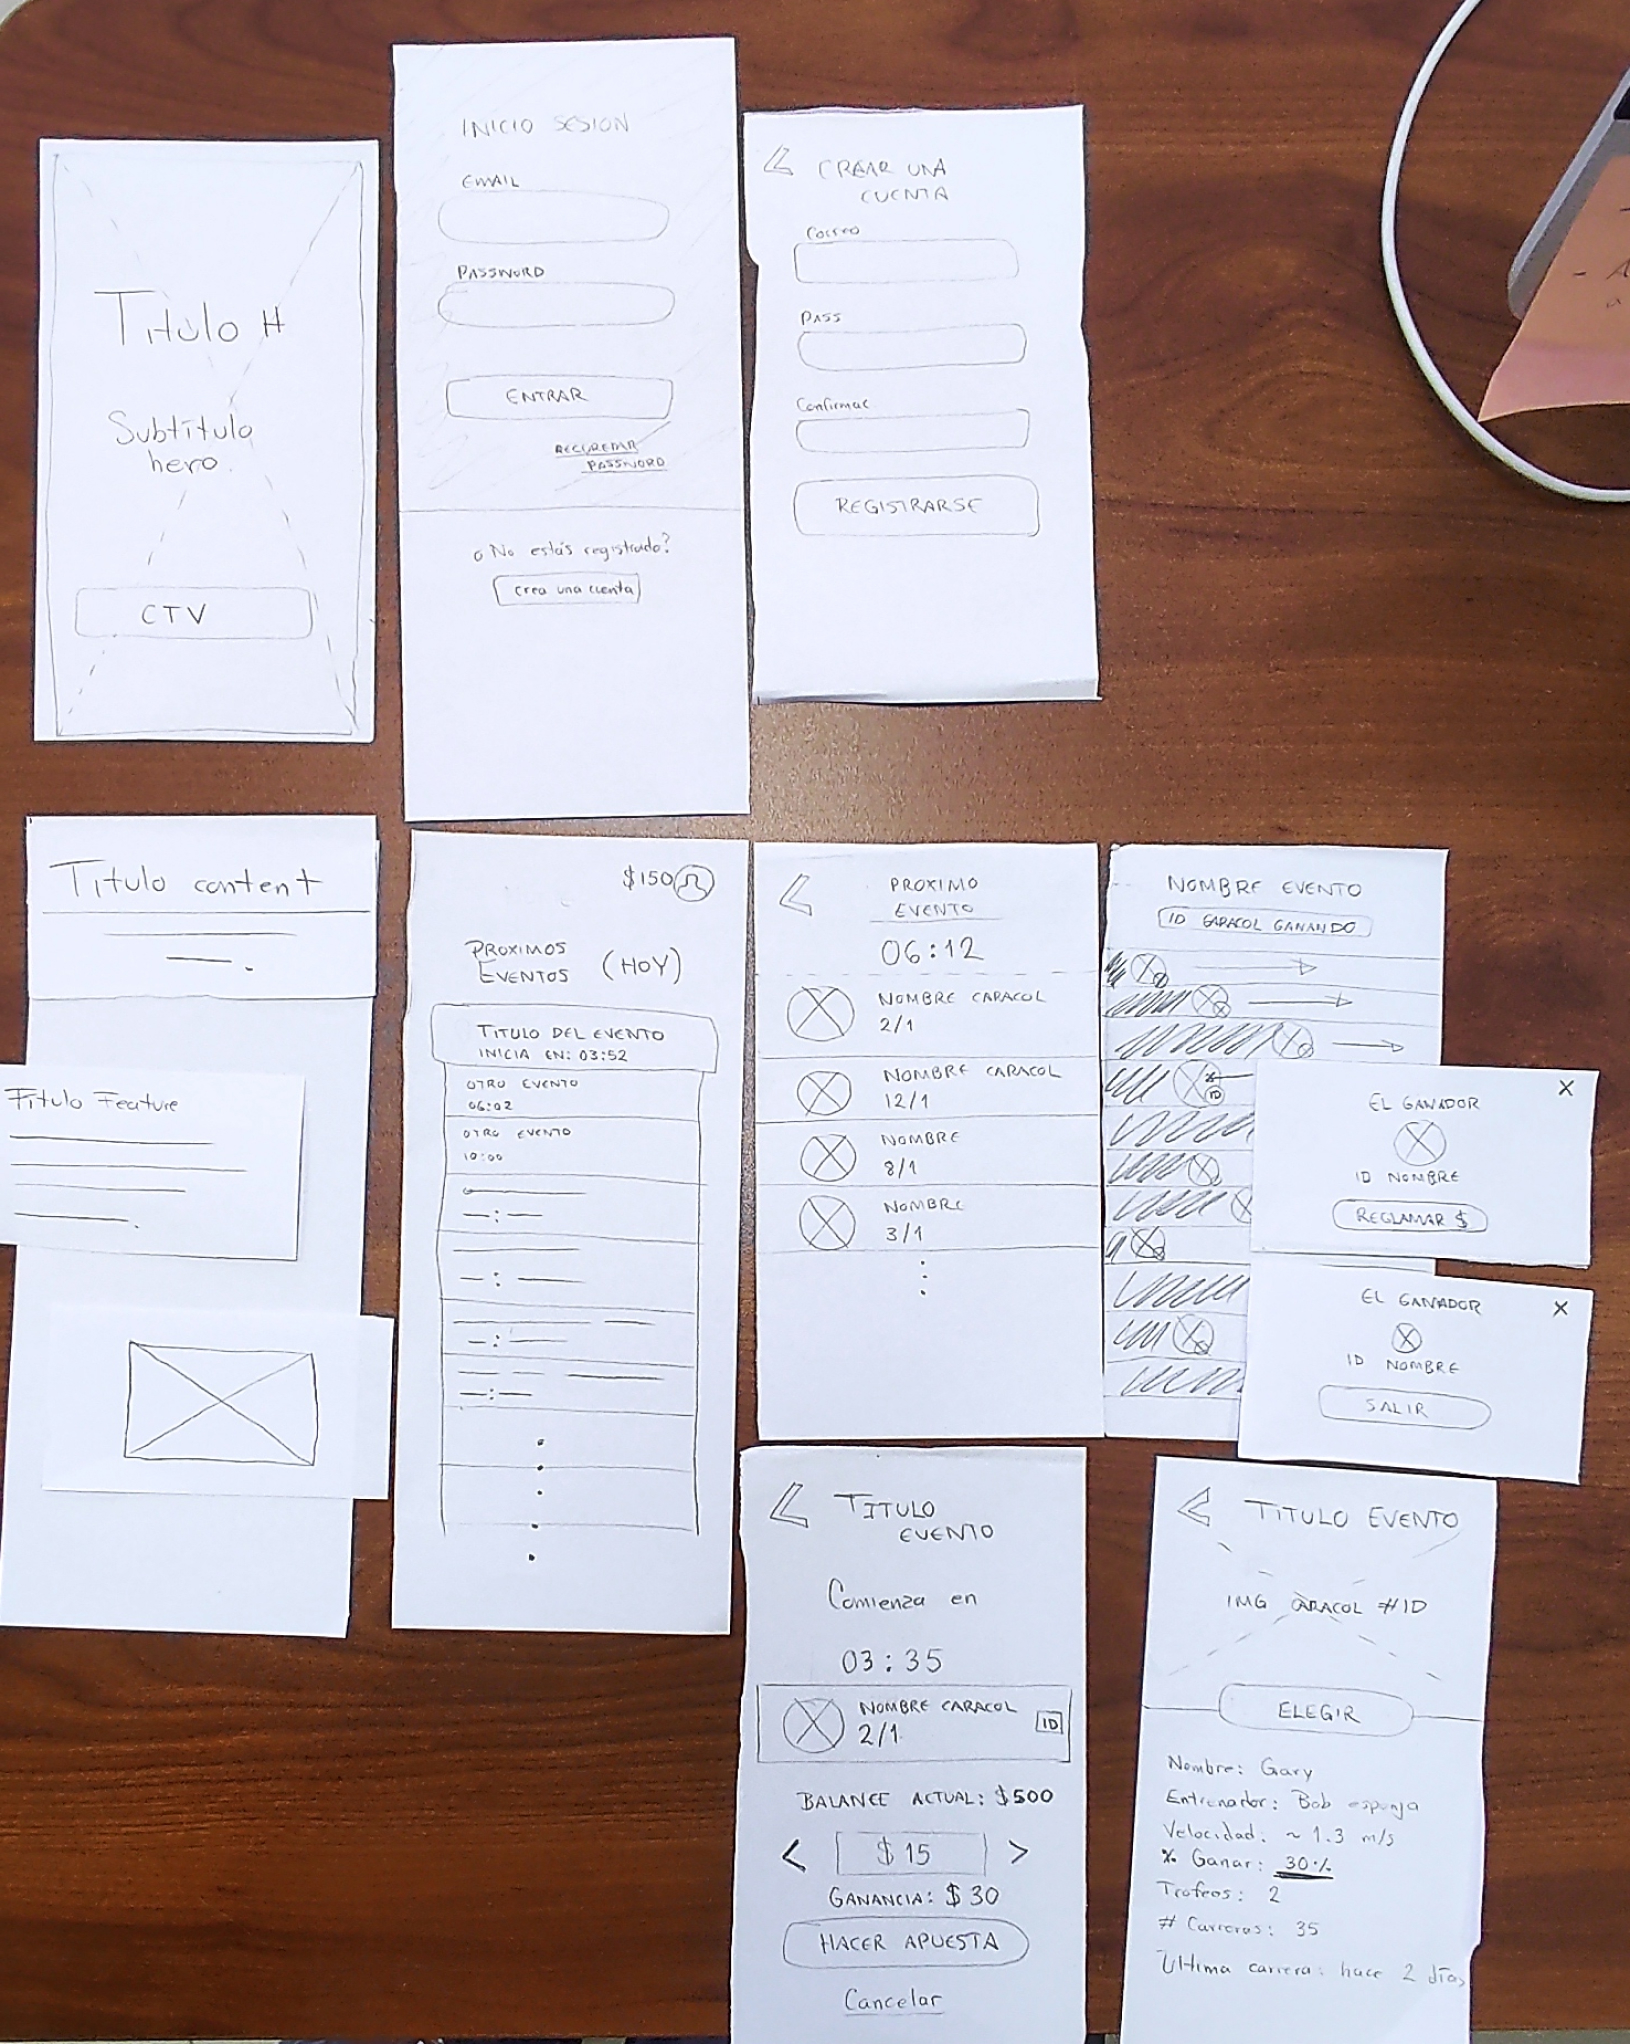 Titulo H
Subtítulo
hero.
CTV
INICIO SESION
EMAIL
PASSWORD
ENTRAR
RECUPERAR
PASSWORD
o No estás registrado?
Crea una cuenta
CREAR UNA
CUENTA
Correo
PASS
Confirmar
REGISTRARSE
Titulo content
Titulo Feature
$150
PROXIMOS
EVENTOS (HOY)
TITULO DEL EVENTO
INICIA EN: 03:52
OTRO EVENTO
06:02
OTRO EVENTO
10:00
PROXIMO
EVENTO
06:12
NOMBRE CARACOL
2/1
NOMBRE CARACOL
12/1
NOMBRE
8/1
NOMBRE
3/1
NOMBRE EVENTO
ID CARACOL GANANDO
ID
EL GANADOR X
ID NOMBRE
RECLAMAR $
EL GANADOR X
ID NOMBRE
SALIR
TITULO
EVENTO
Comienza en
03:35
NOMBRE CARACOL
2/1
ID
BALANCE ACTUAL: $500
< $15 >
GANANCIA: $30
HACER APUESTA
Cancelar
TITULO EVENTO
IMG CARACOL #ID
ELEGIR
Nombre: Gary
Entrenador: Bob esponja
Velocidad: ~ 1.3 m/s
% Ganar: 30%
Trofeos: 2
# Carreras: 35
Ultima carrera: hace 2 días